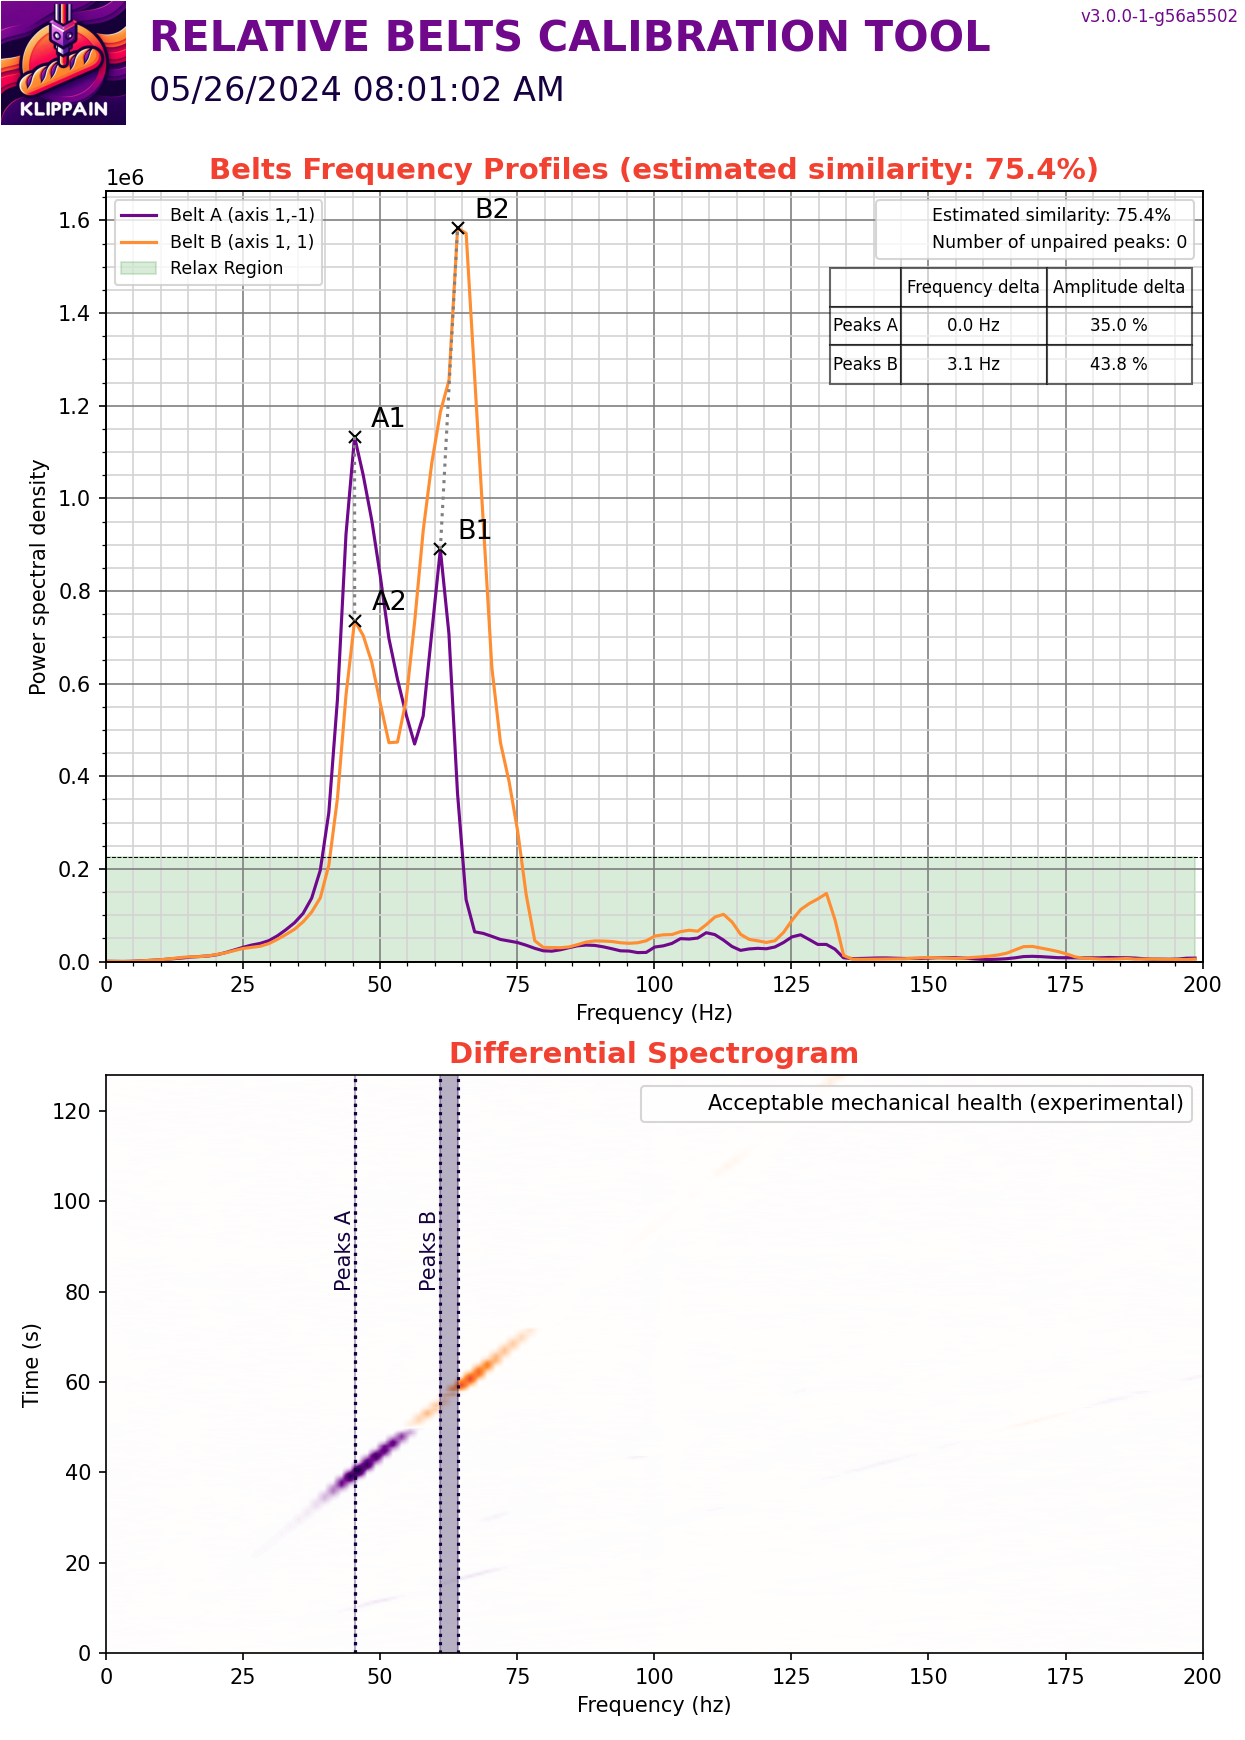 KLIPPAIN
RELATIVE BELTS CALIBRATION TOOL
05/26/2024 08:01:02 AM
v3.0.0-1-g56a5502
Belts Frequency Profiles (estimated similarity: 75.4%)
1e6
Belt A (axis 1,-1)
Belt B (axis 1, 1)
Relax Region
Estimated similarity: 75.4%
Number of unpaired peaks: 0
Frequency delta Amplitude delta
Peaks A 0.0 Hz 35.0 %
Peaks B 3.1 Hz 43.8 %
B2
A1
B1
A2
1.6
1.4
1.2
1.0
0.8
0.6
0.4
0.2
0.0
Power spectral density
0 25 50 75 100 125 150 175 200
Frequency (Hz)
Differential Spectrogram
Acceptable mechanical health (experimental)
Peaks A
Peaks B
120
100
80
60
40
20
0
Time (s)
0 25 50 75 100 125 150 175 200
Frequency (hz)